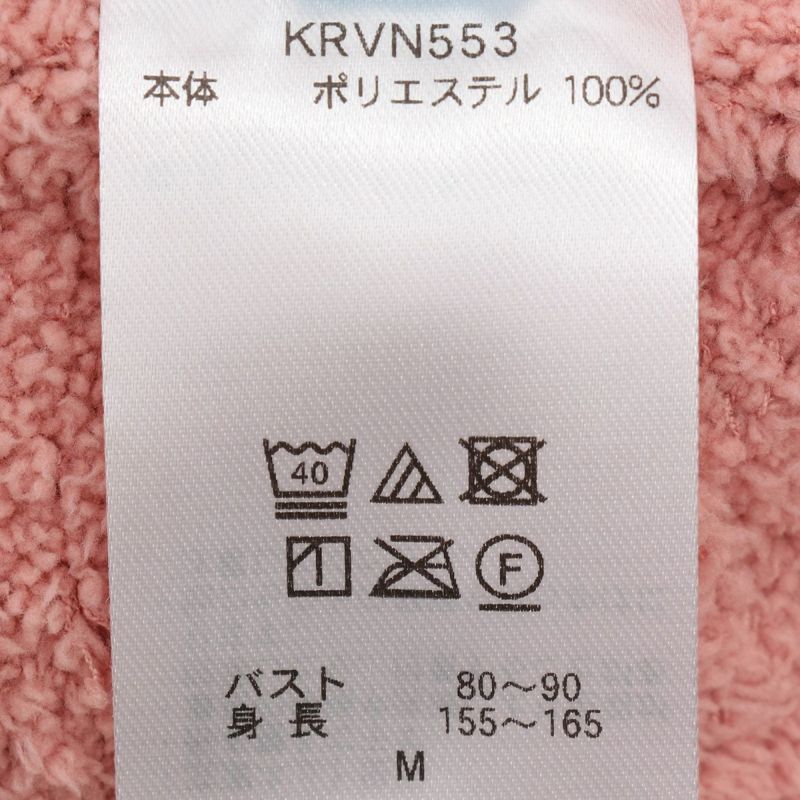 KRVN553
本体 ポリエステル 100%
40
F
バスト 80〜90
身長 155〜165
M